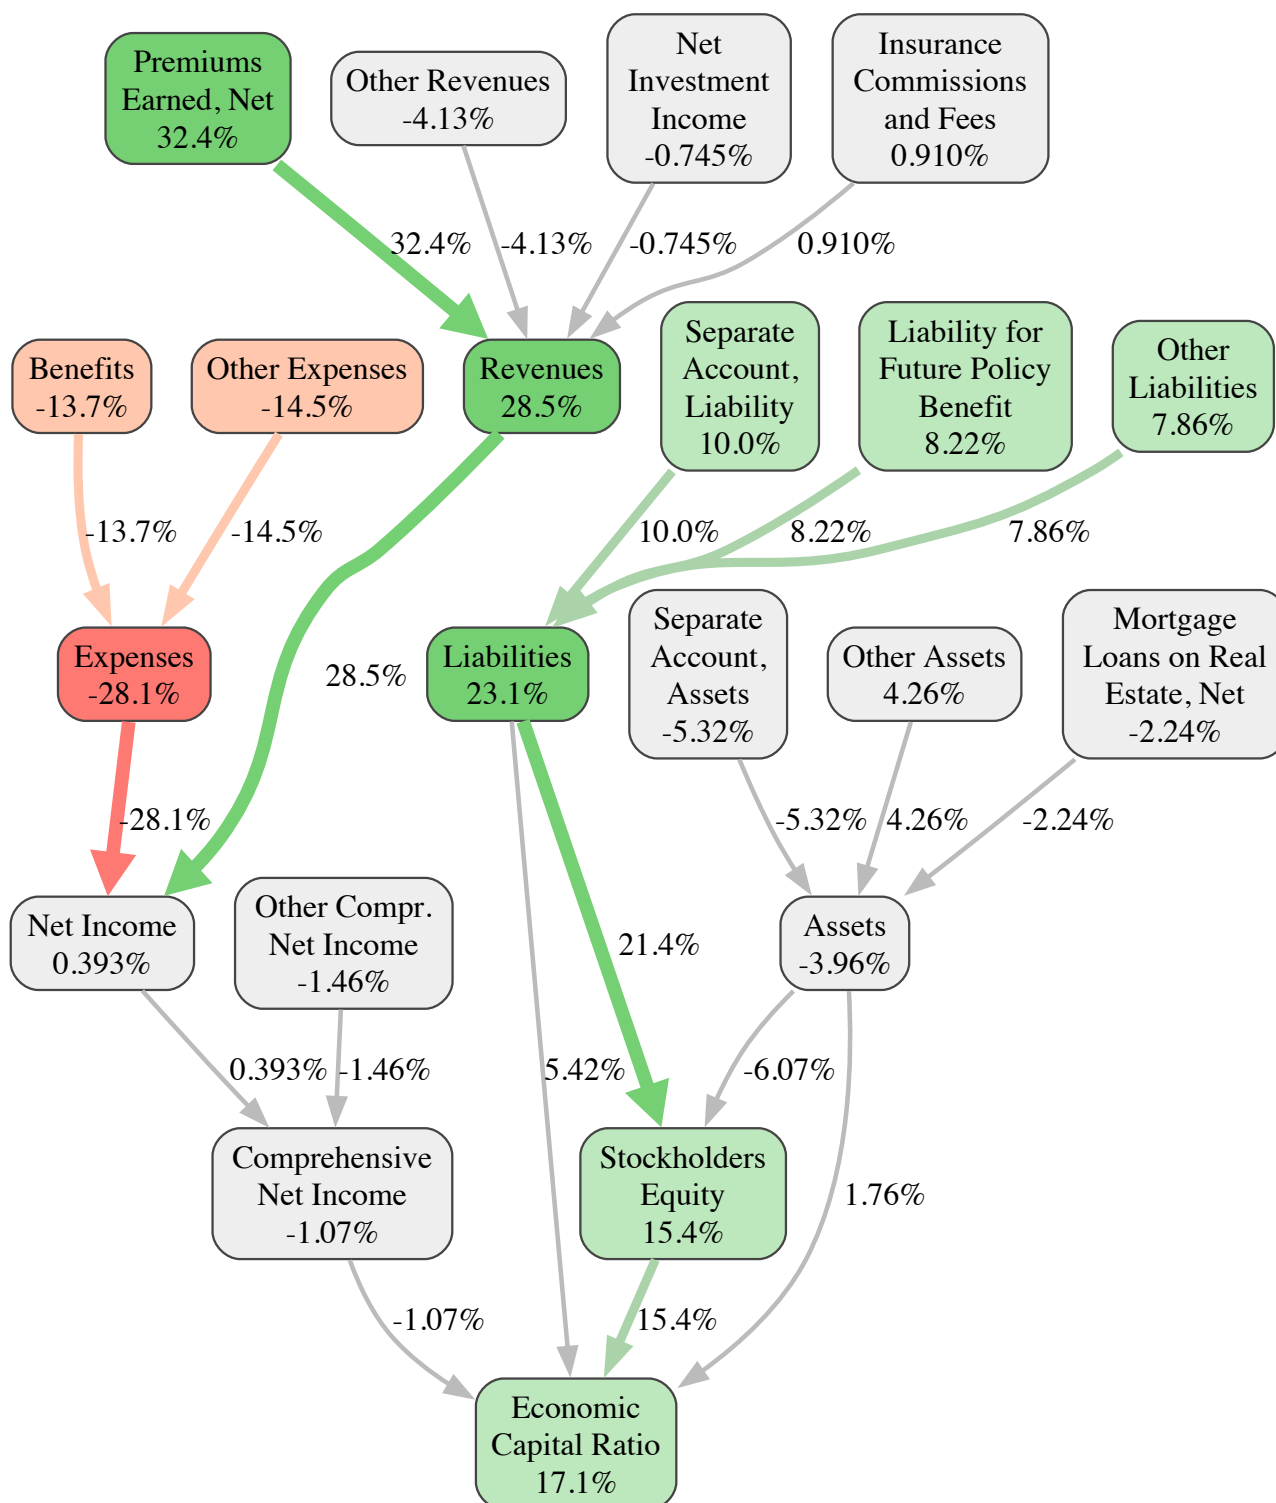 Premiums
Earned, Net
32.4%
Other Revenues
-4.13%
Net
Investment
Income
-0.745%
Insurance
Commissions
and Fees
0.910%
32.4%
-4.13%
-0.745%
0.910%
Benefits
-13.7%
Other Expenses
-14.5%
Revenues
28.5%
Separate
Account,
Liability
10.0%
Liability for
Future Policy
Benefit
8.22%
Other
Liabilities
7.86%
-13.7%
-14.5%
10.0%
8.22%
7.86%
Expenses
-28.1%
28.5%
Liabilities
23.1%
Separate
Account,
Assets
-5.32%
Other Assets
4.26%
Mortgage
Loans on Real
Estate, Net
-2.24%
-28.1%
-5.32%
4.26%
-2.24%
Net Income
0.393%
Other Compr.
Net Income
-1.46%
21.4%
Assets
-3.96%
0.393%
-1.46%
5.42%
-6.07%
Comprehensive
Net Income
-1.07%
Stockholders
Equity
15.4%
1.76%
-1.07%
15.4%
Economic
Capital Ratio
17.1%